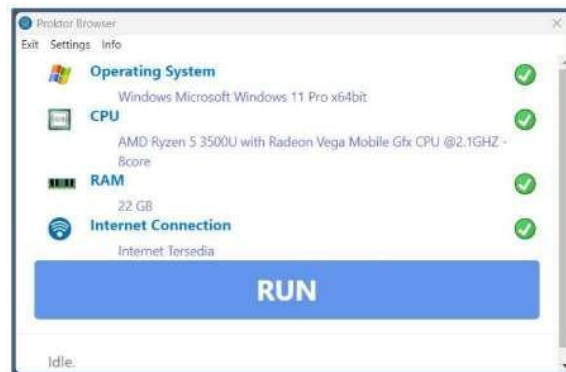 Proktor Browser
Exit Settings Info
Operating System
Windows Microsoft Windows 11 Pro x64bit
CPU
AMD Ryzen 5 3500U with Radeon Vega Mobile Gfx CPU @2.1GHZ -
8core
RAM
22 GB
Internet Connection
Internet Tersedia
RUN
Idle.